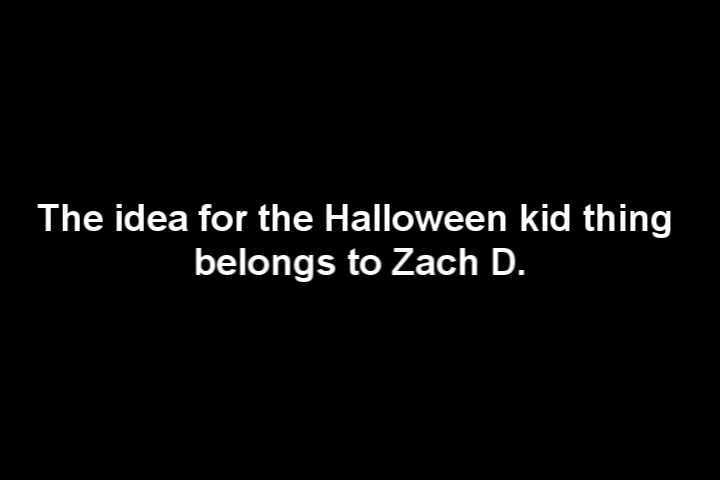 The idea for the Halloween kid thing
belongs to Zach D.